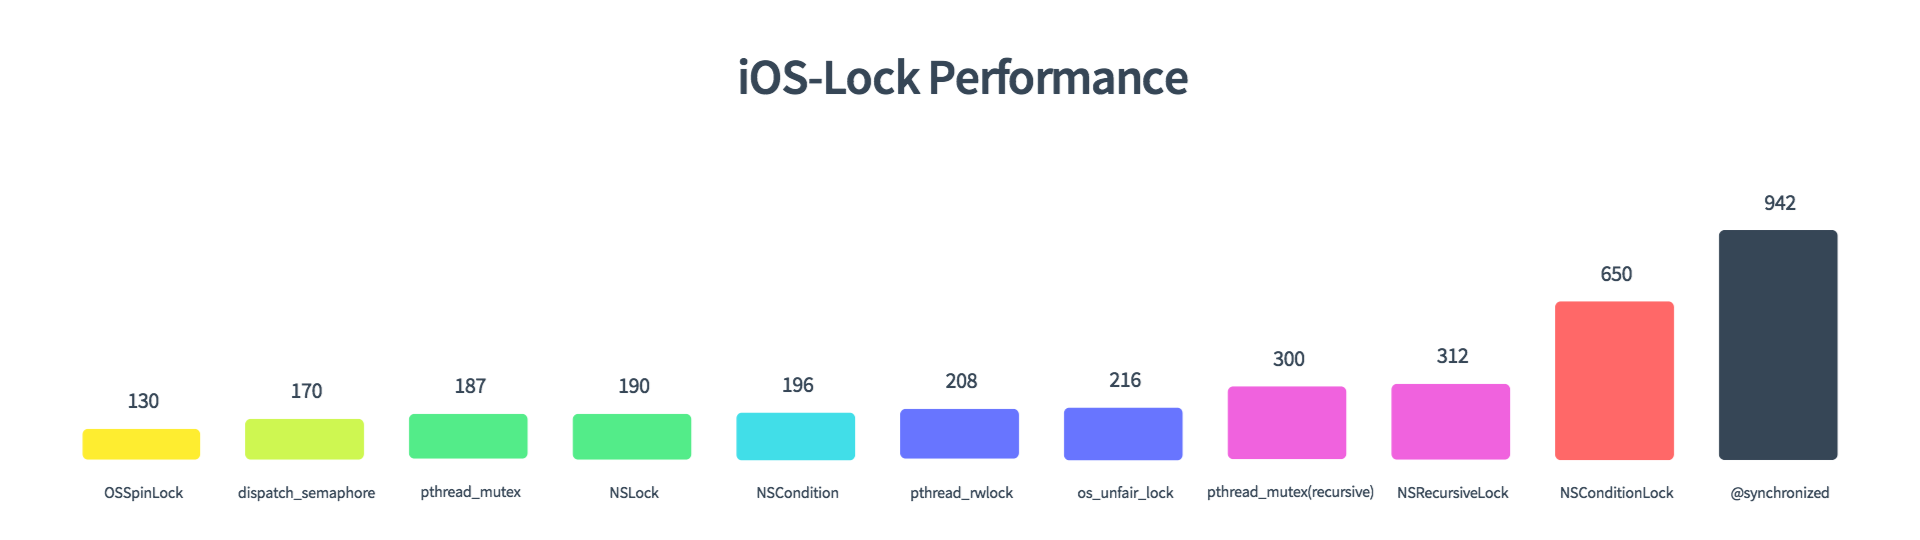 iOS-Lock Performance
942
650
312
300
216
208
196
190
187
170
130
OSSpinLock
dispatch_semaphore
pthread_mutex
NSLock
NSCondition
pthread_rwlock
os_unfair_lock
pthread_mutex(recursive)
NSRecursiveLock
NSConditionLock
@synchronized